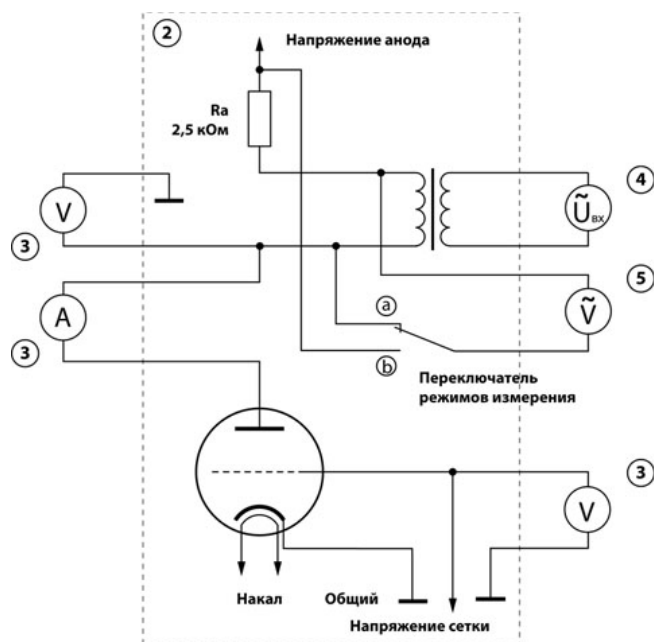 2
Напряжение анода
Ra
2,5 кОм
V
4
Ũвх
3
5
A
a
Ṽ
3
b
Переключатель
режимов измерения
3
V
Накал
Общий
Напряжение сетки